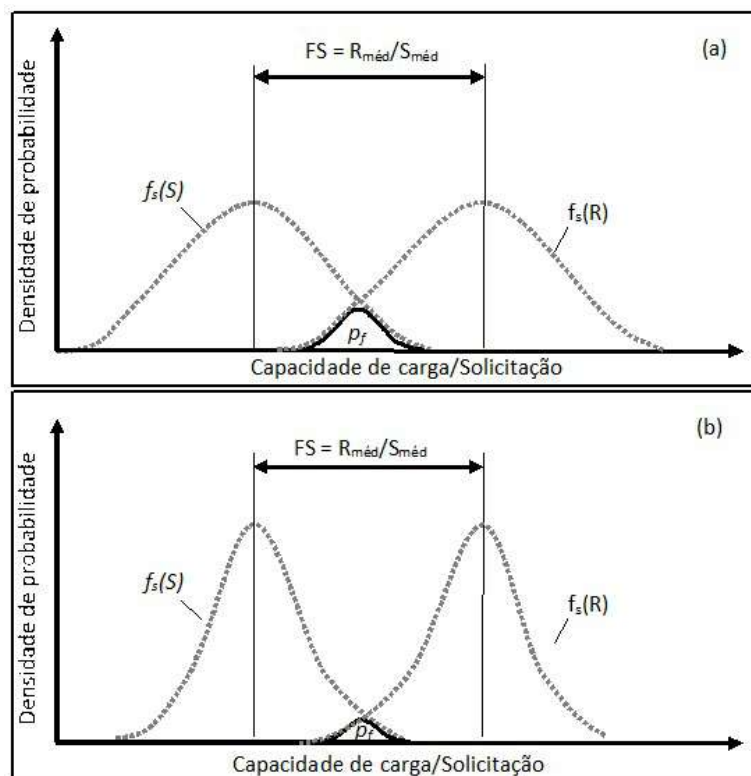 FS = Rméd/Sméd
(a)
Densidade de probabilidade
fs(S)
fs(R)
pf
Capacidade de carga/Solicitação
FS = Rméd/Sméd
(b)
Densidade de probabilidade
fs(S)
fs(R)
pf
Capacidade de carga/Solicitação